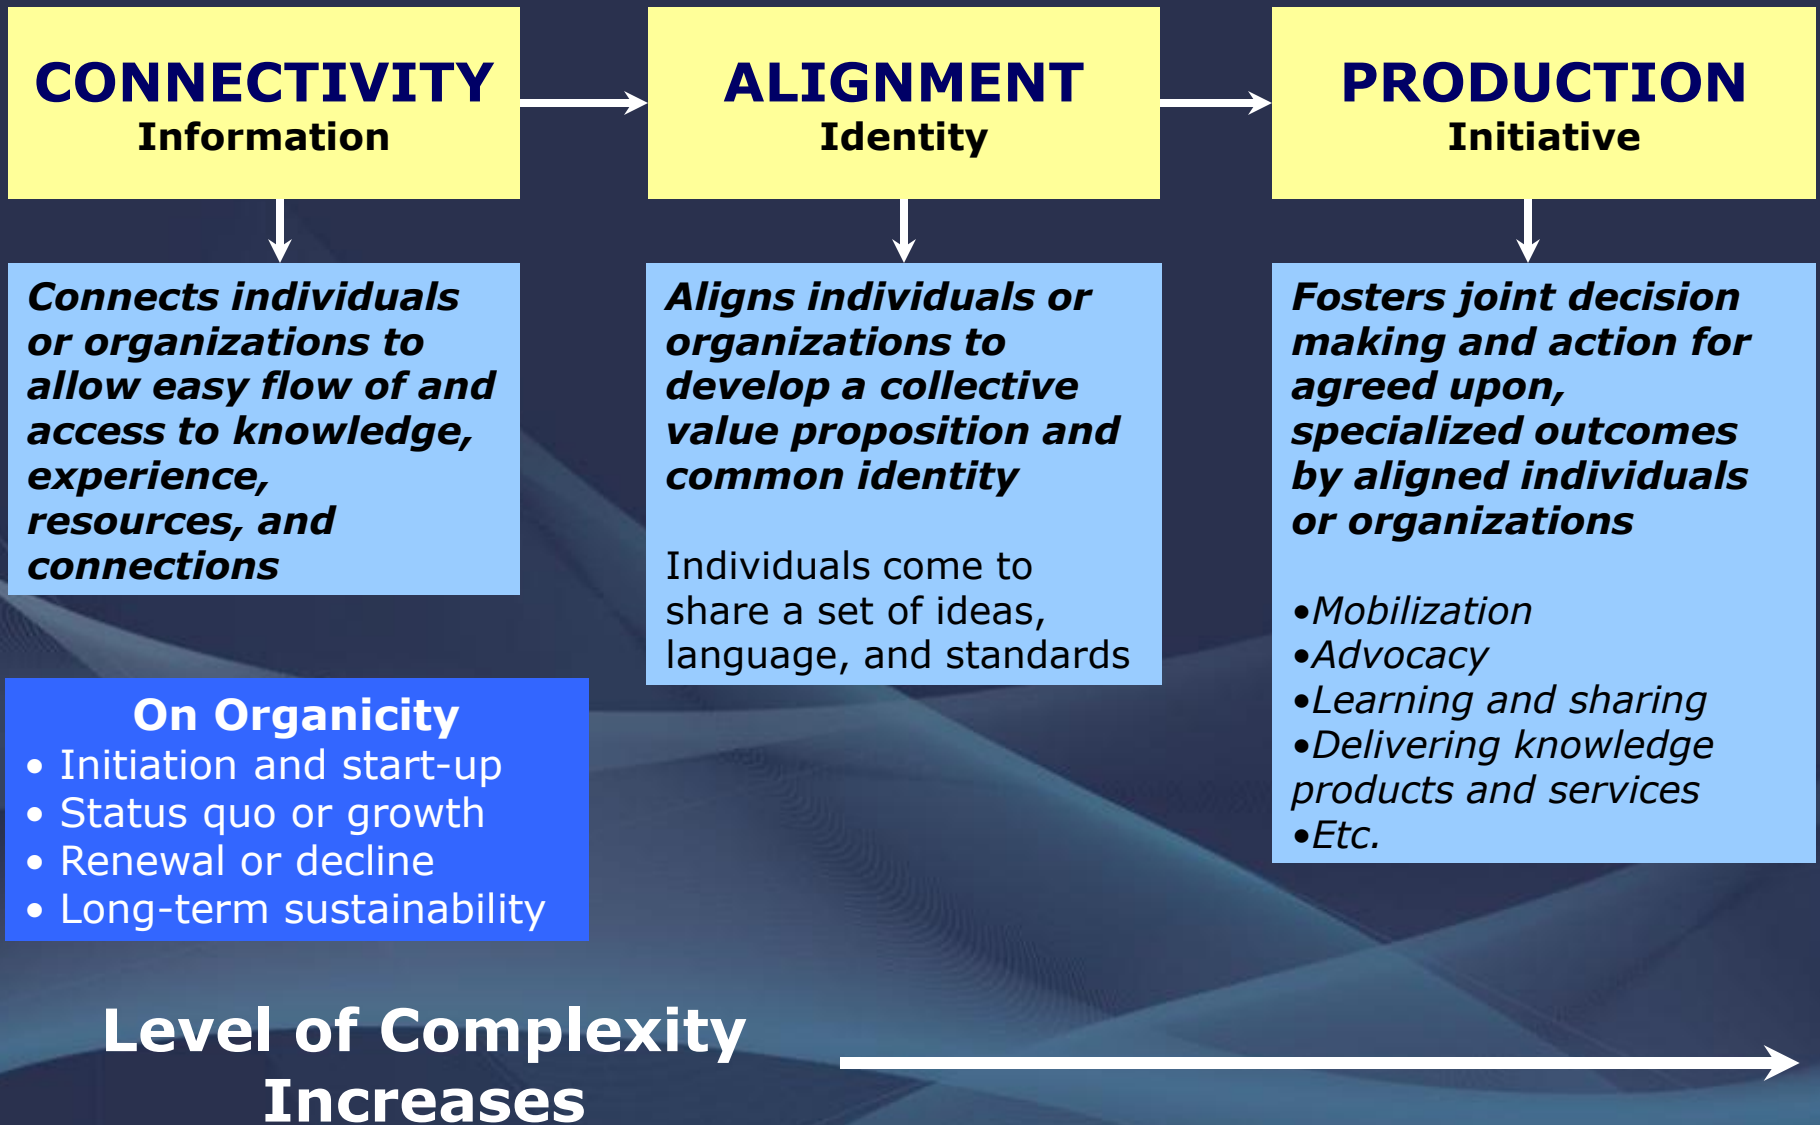 CONNECTIVITY
Information
ALIGNMENT
Identity
PRODUCTION
Initiative
Connects individuals
or organizations to
allow easy flow of and
access to knowledge,
experience,
resources, and
connections
Aligns individuals or
organizations to
develop a collective
value proposition and
common identity
Individuals come to
share a set of ideas,
language, and standards
Fosters joint decision
making and action for
agreed upon,
specialized outcomes
by aligned individuals
or organizations
•Mobilization
•Advocacy
•Learning and sharing
•Delivering knowledge
products and services
•Etc.
On Organicity
• Initiation and start-up
• Status quo or growth
• Renewal or decline
• Long-term sustainability
Level of Complexity
Increases